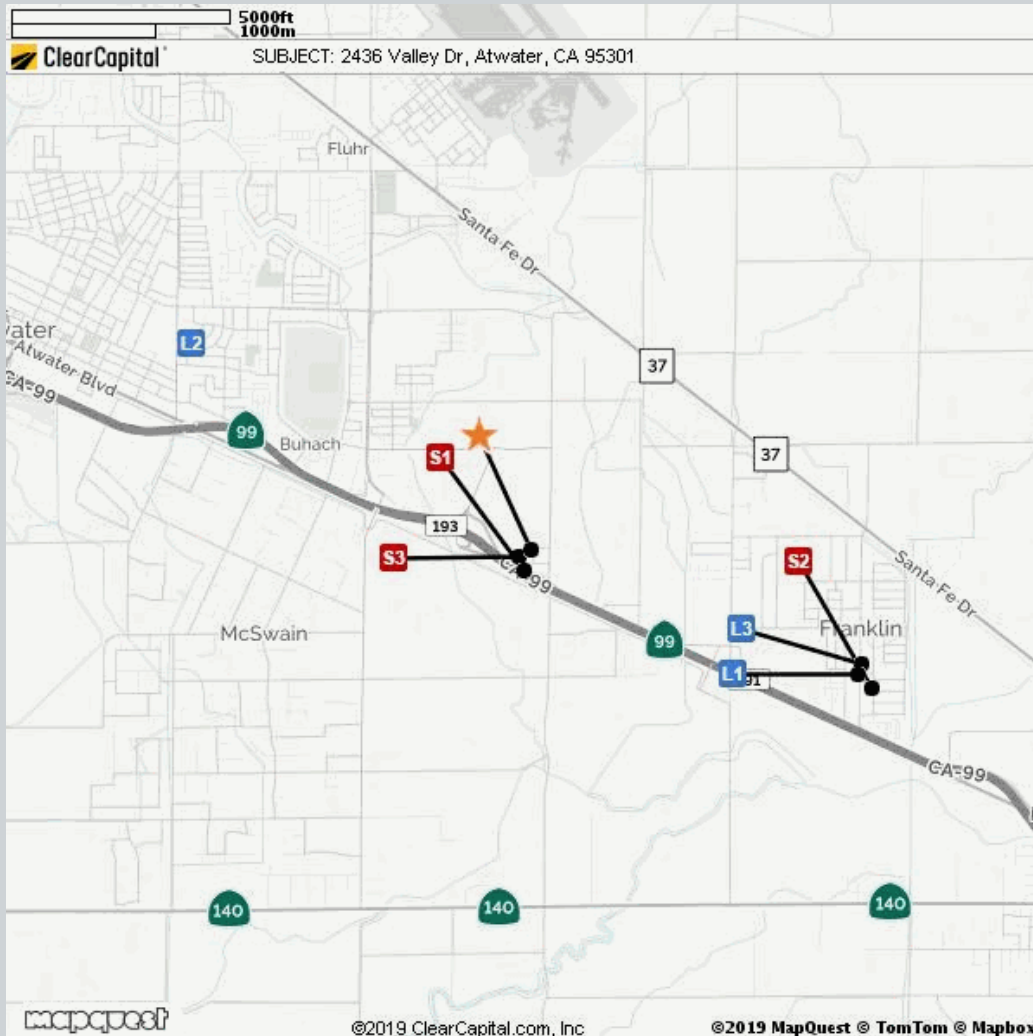 5000ft
1000m
ClearCapital
SUBJECT: 2436 Valley Dr, Atwater, CA 95301
Fluhr
Santa Fe Dr
water
Atwater Blvd
CA-99
L2
37
99
Buhach
S1
37
193
S3
CA-99
S2
Santa Fe Dr
McSwain
L3
Franklin
99
L1
91
CA-99
140
140
140
mapquest
©2019 ClearCapital.com, Inc
©2019 MapQuest © TomTom © Mapbox